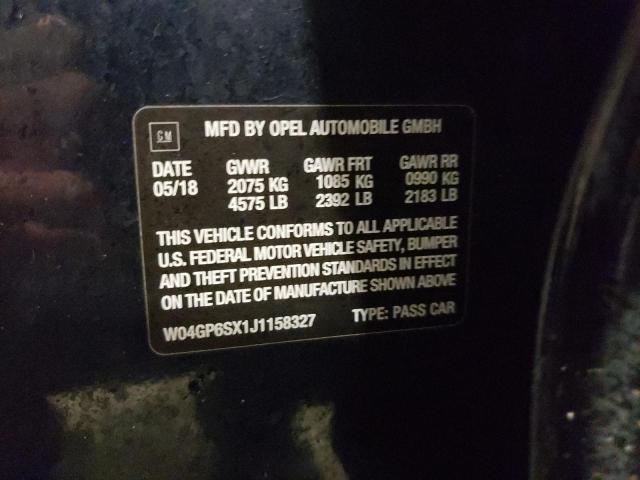 GM MFD BY OPEL AUTOMOBILE GMBH
DATE GVWR GAWR FRT GAWR RR
05/18 2075 KG 1085 KG 0990 KG
4575 LB 2392 LB 2183 LB
THIS VEHICLE CONFORMS TO ALL APPLICABLE
U.S. FEDERAL MOTOR VEHICLE SAFETY, BUMPER
AND THEFT PREVENTION STANDARDS IN EFFECT
ON THE DATE OF MANUFACTURE SHOWN ABOVE
W04GP6SX1J1158327 TYPE: PASS CAR